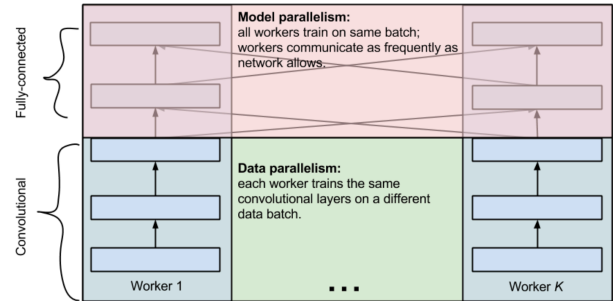 Model parallelism:
all workers train on same batch;
workers communicate as frequently as
network allows.
Fully-connected
Data parallelism:
each worker trains the same
convolutional layers on a different
data batch.
Convolutional
Worker 1
...
Worker K